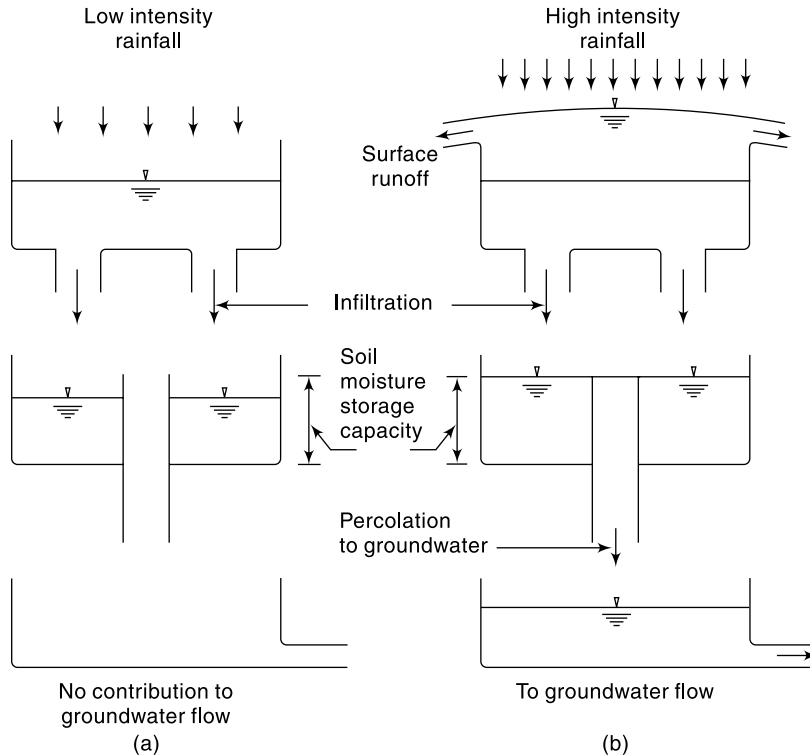 Low intensity
rainfall
High intensity
rainfall
Surface
runoff
Infiltration
Soil
moisture
storage
capacity
Percolation
to groundwater
No contribution to
groundwater flow
(a)
To groundwater flow
(b)